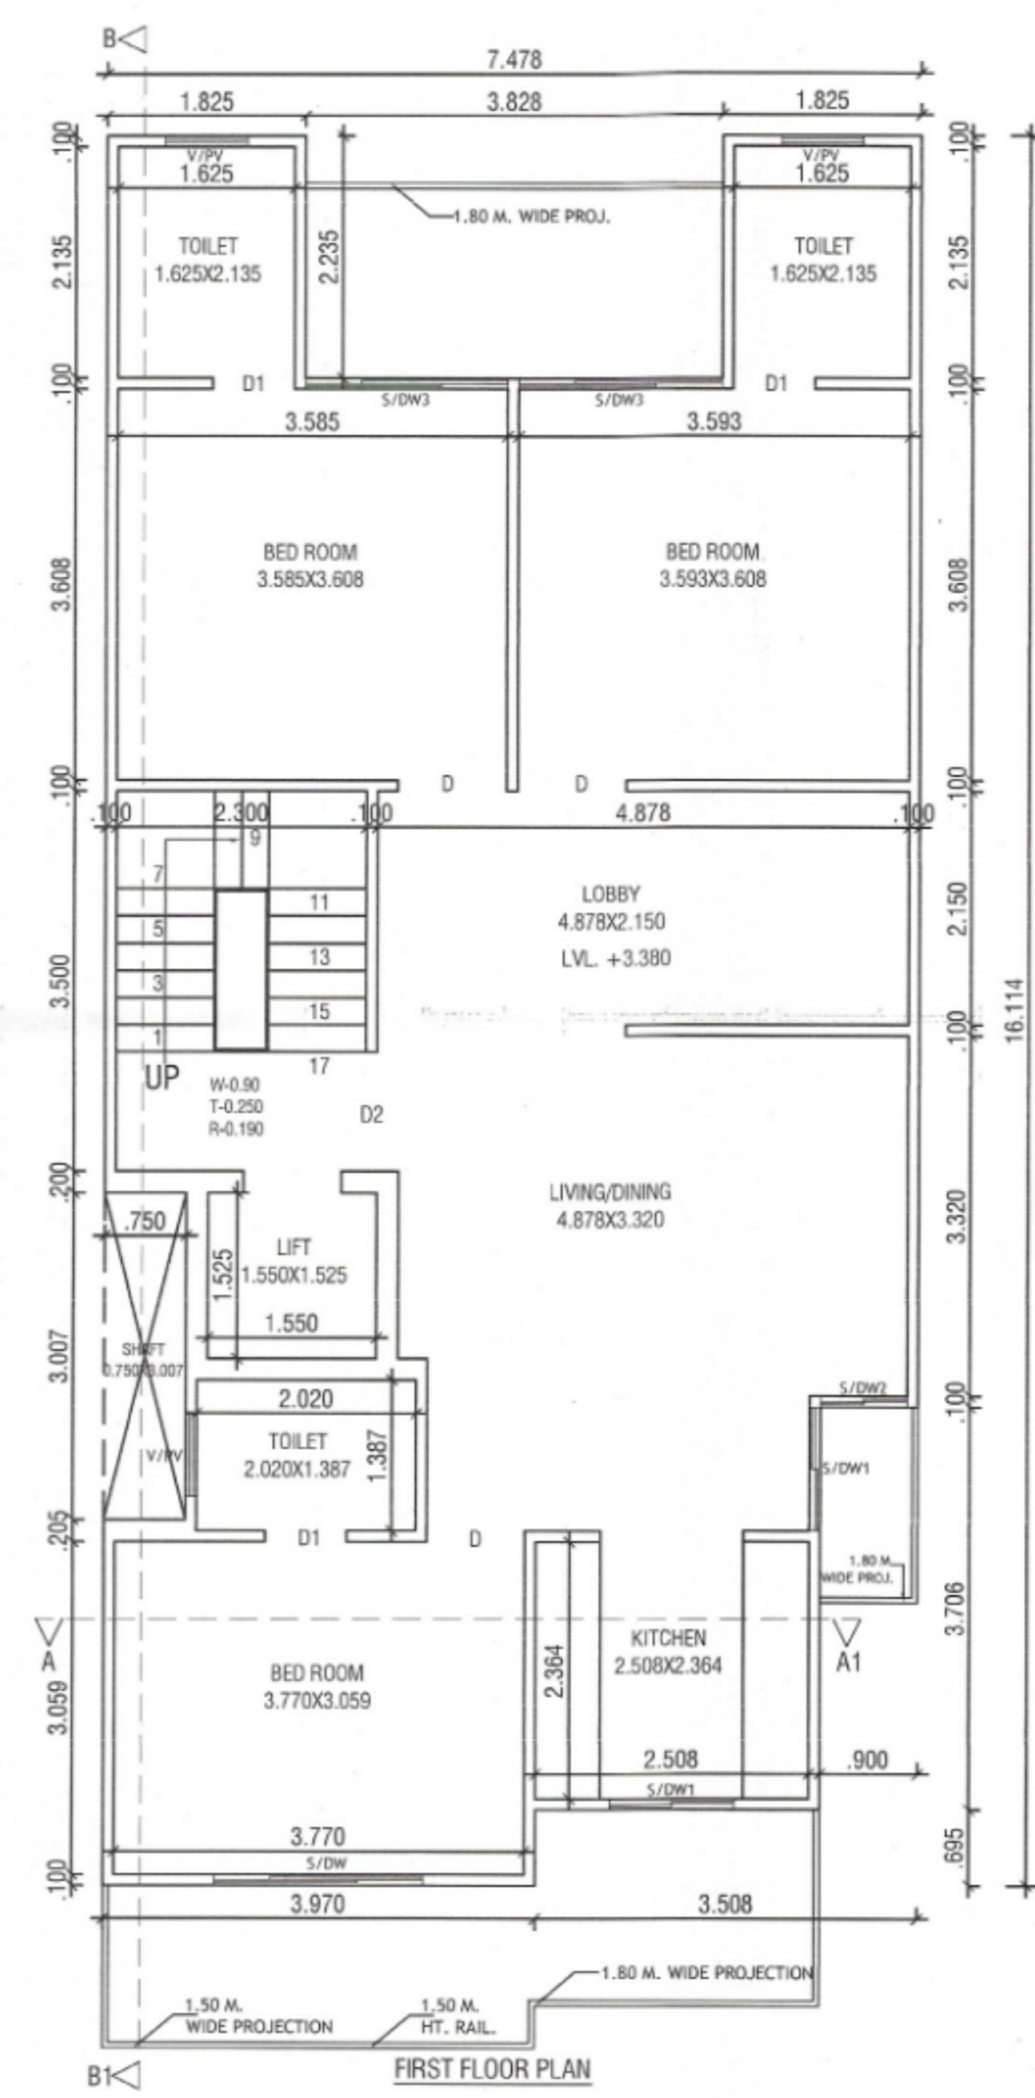 B
7.478
1.825
3.828
1.825
.100
V/PV
V/PV
.100
1.625
1.625
1.80 M. WIDE PROJ.
2.135
TOILET
1.625X2.135
2.235
TOILET
1.625X2.135
2.135
.100
D1
D1
.100
S/DW3
S/DW3
3.585
3.593
BED ROOM
3.585X3.608
BED ROOM
3.593X3.608
3.608
3.608
.100
D
D
.100
.100
2.300
.100
4.878
.100
9
7
11
5
13
3
15
1
17
LOBBY
4.878X2.150
LVL. +3.380
2.150
3.500
16.114
.100
UP
W-0.90
T-0.250
R-0.190
D2
.200
.750
LIVING/DINING
4.878X3.320
3.320
LIFT
1.550X1.525
1.525
1.550
3.007
SHAFT
0.750X3.007
S/DW2
.100
2.020
TOILET
2.020X1.387
1.387
V/PV
S/DW1
.205
D1
D
1.80 M.
WIDE PROJ.
3.706
A
A1
KITCHEN
2.508X2.364
2.364
BED ROOM
3.770X3.059
3.059
2.508
.900
S/DW1
3.770
S/DW
.695
.100
3.970
3.508
1.80 M. WIDE PROJECTION
1.50 M.
WIDE PROJECTION
1.50 M.
HT. RAIL.
FIRST FLOOR PLAN
B1